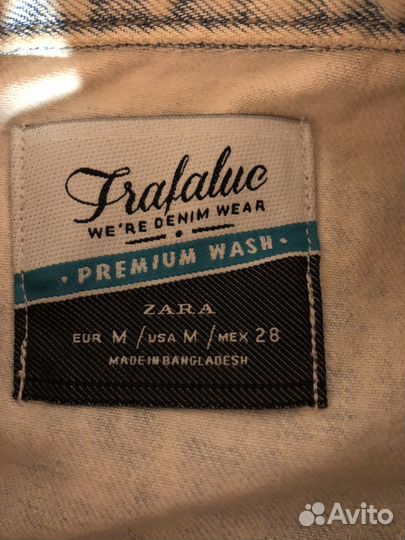 Trafaluc
WE'RE DENIM WEAR
· PREMIUM WASH ·
ZARA
EUR M / USA M / MEX 28
MADE IN BANGLADESH
Avito